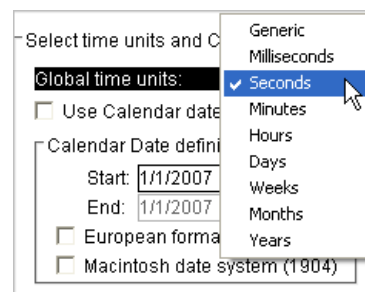 Select time units and C
Global time units:
Use Calendar date
Calendar Date defini
Start: 1/1/2007
End: 1/1/2007
European forma
Macintosh date system (1904)
Generic
Milliseconds
Seconds
Minutes
Hours
Days
Weeks
Months
Years